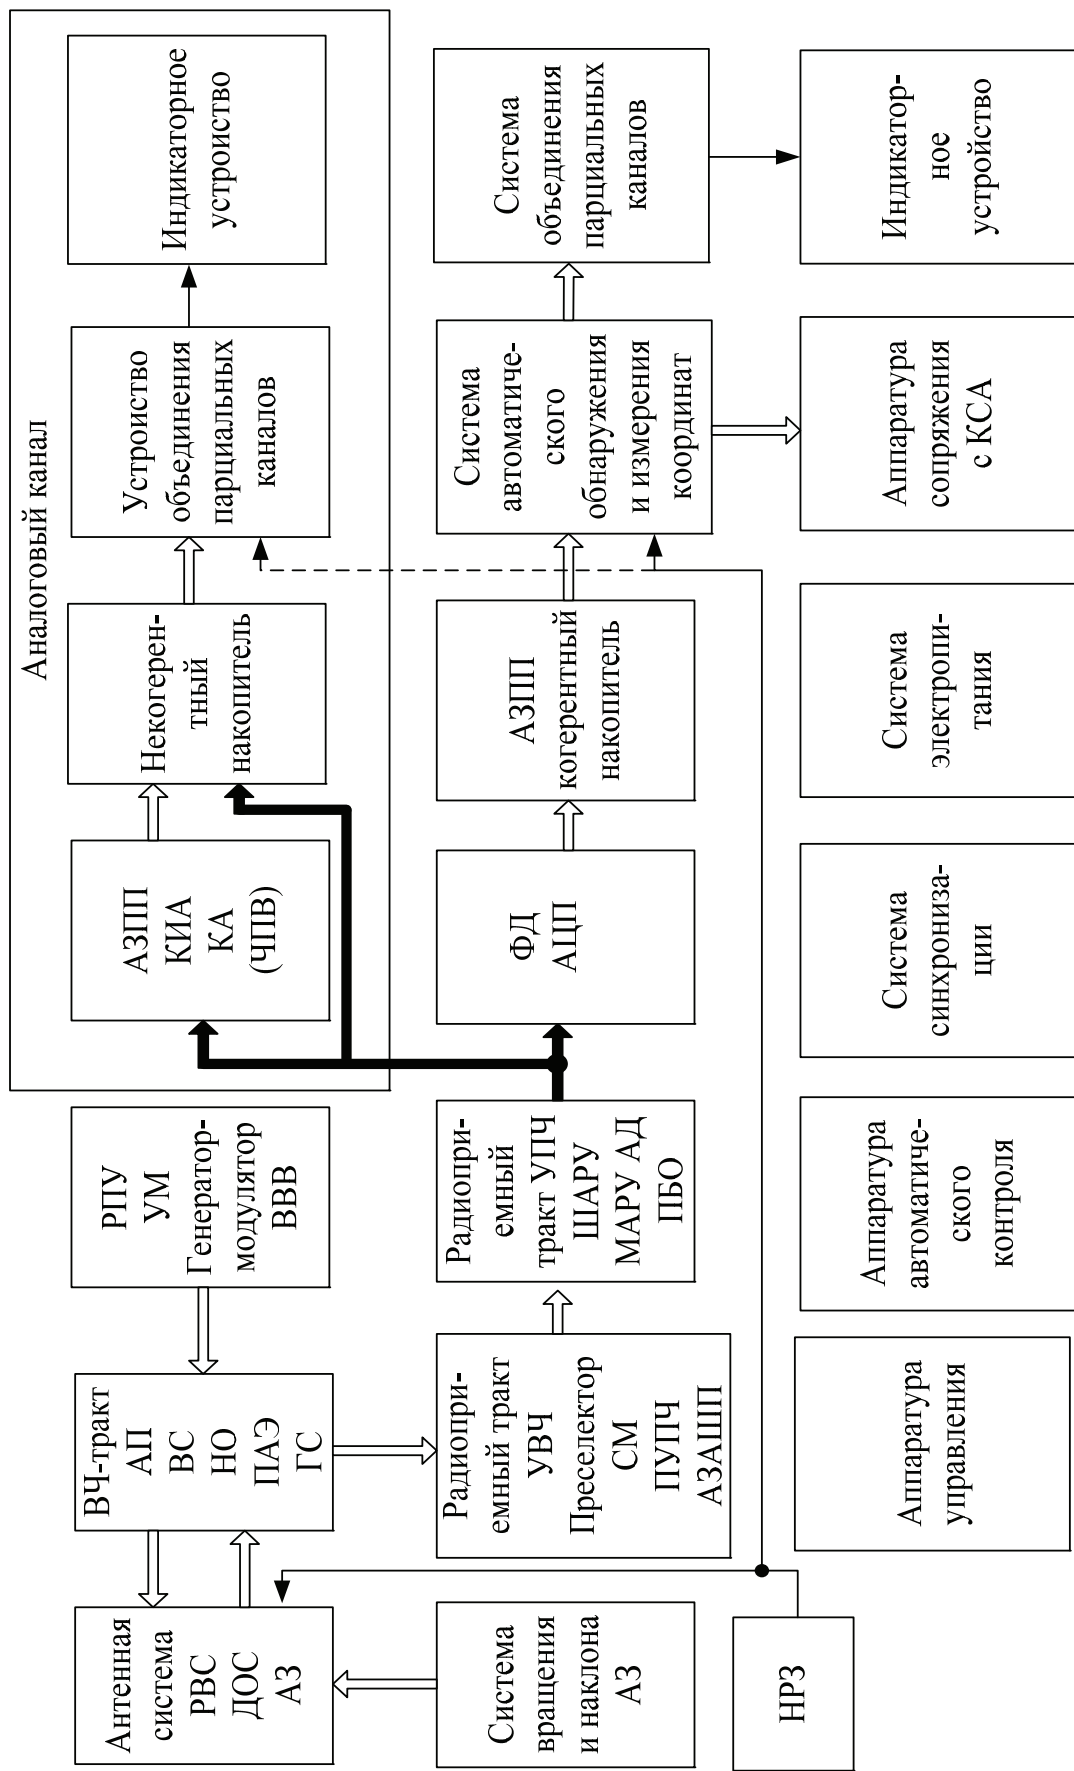 Аналоговый канал
Антенная
система
РВС
ДОС
АЗ
ВЧ-тракт
АП
ВС
НО
ПАЭ
ГС
РПУ
УМ
Генератор-
модулятор
ВВВ
АЗПП
КИА
КА
(ЧПВ)
Некогерен-
тный
накопитель
Устроиство
объединения
парциальных
каналов
Индикаторное
устроиство
Система
вращения
и наклона
АЗ
Радиопри-
емный тракт
УВЧ
Преселектор
СМ
ПУПЧ
АЗАШП
Радиопри-
емный
тракт УПЧ
ШАРУ
МАРУ АД
ПБО
ФД
АЦП
АЗПП
когерентный
накопитель
Система
автоматиче-
ского
обнаружения
и измерения
координат
Система
объединения
парциальных
каналов
НРЗ
Аппаратура
управления
Аппаратура
автоматиче-
ского
контроля
Система
синхрониза-
ции
Система
электропи-
тания
Аппаратура
сопряжения
с КСА
Индикатор-
ное
устройство